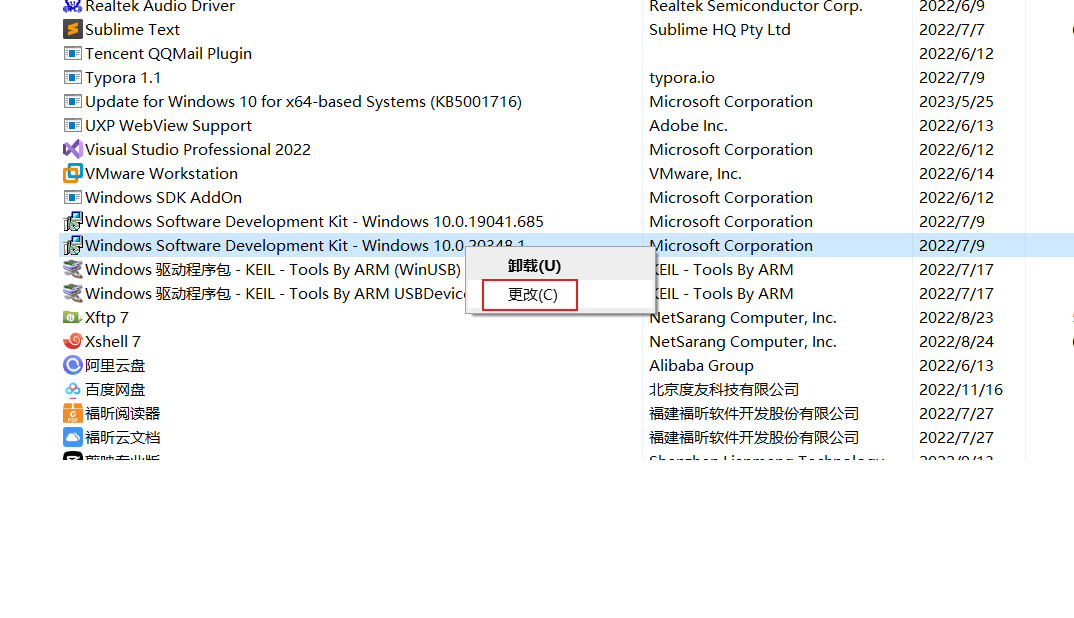 Realtek Audio Driver Realtek Semiconductor Corp. 2022/6/9
Sublime Text Sublime HQ Pty Ltd 2022/7/7
Tencent QQMail Plugin 2022/6/12
Typora 1.1 typora.io 2022/7/9
Update for Windows 10 for x64-based Systems (KB5001716) Microsoft Corporation 2023/5/25
UXP WebView Support Adobe Inc. 2022/6/13
Visual Studio Professional 2022 Microsoft Corporation 2022/6/12
VMware Workstation VMware, Inc. 2022/6/14
Windows SDK AddOn Microsoft Corporation 2022/6/12
Windows Software Development Kit - Windows 10.0.19041.685 Microsoft Corporation 2022/7/9
Windows Software Development Kit - Windows 10.0.20348.1 Microsoft Corporation 2022/7/9
卸载(U)
Windows 驱动程序包 - KEIL - Tools By ARM (WinUSB) KEIL - Tools By ARM 2022/7/17
更改(C)
Windows 驱动程序包 - KEIL - Tools By ARM USBDevice KEIL - Tools By ARM 2022/7/17
Xftp 7 NetSarang Computer, Inc. 2022/8/23
Xshell 7 NetSarang Computer, Inc. 2022/8/24
阿里云盘 Alibaba Group 2022/6/13
百度网盘 北京度友科技有限公司 2022/11/16
福昕阅读器 福建福昕软件开发股份有限公司 2022/7/27
福昕云文档 福建福昕软件开发股份有限公司 2022/7/27
剪映专业版